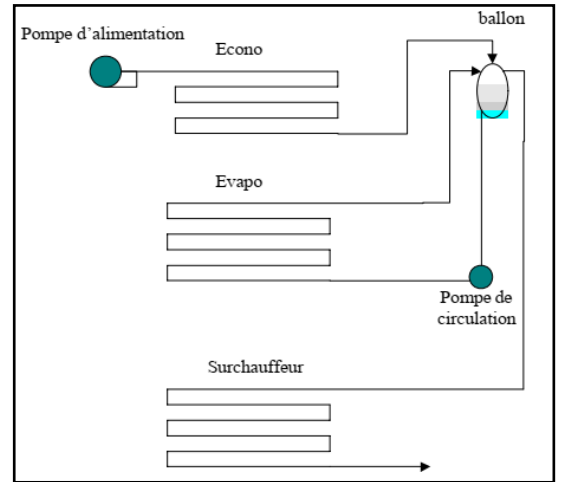 ballon
Pompe d’alimentation
Econo
Evapo
Pompe de
circulation
Surchauffeur